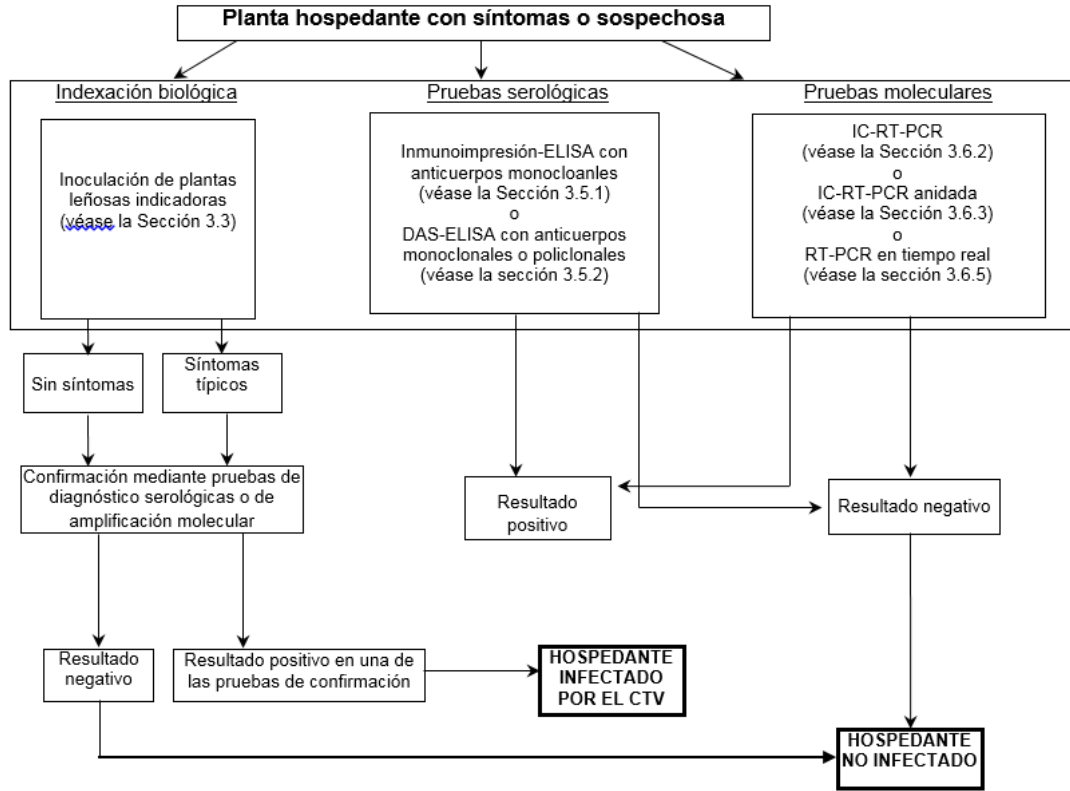 Planta hospedante con síntomas o sospechosa
Indexación biológica
Pruebas serológicas
Pruebas moleculares
Inoculación de plantas
leñosas indicadoras
(véase la Sección 3.3)
Inmunoimpresión-ELISA con
anticuerpos monocloanles
(véase la Sección 3.5.1)
o
DAS-ELISA con anticuerpos
monoclonales o policlonales
(véase la sección 3.5.2)
IC-RT-PCR
(véase la Sección 3.6.2)
o
IC-RT-PCR anidada
(véase la Sección 3.6.3)
o
RT-PCR en tiempo real
(véase la sección 3.6.5)
Sin síntomas
Síntomas
típicos
Confirmación mediante pruebas de
diagnóstico serológicas o de
amplificación molecular
Resultado
positivo
Resultado negativo
Resultado
negativo
Resultado positivo en una de
las pruebas de confirmación
HOSPEDANTE
INFECTADO
POR EL CTV
HOSPEDANTE
NO INFECTADO